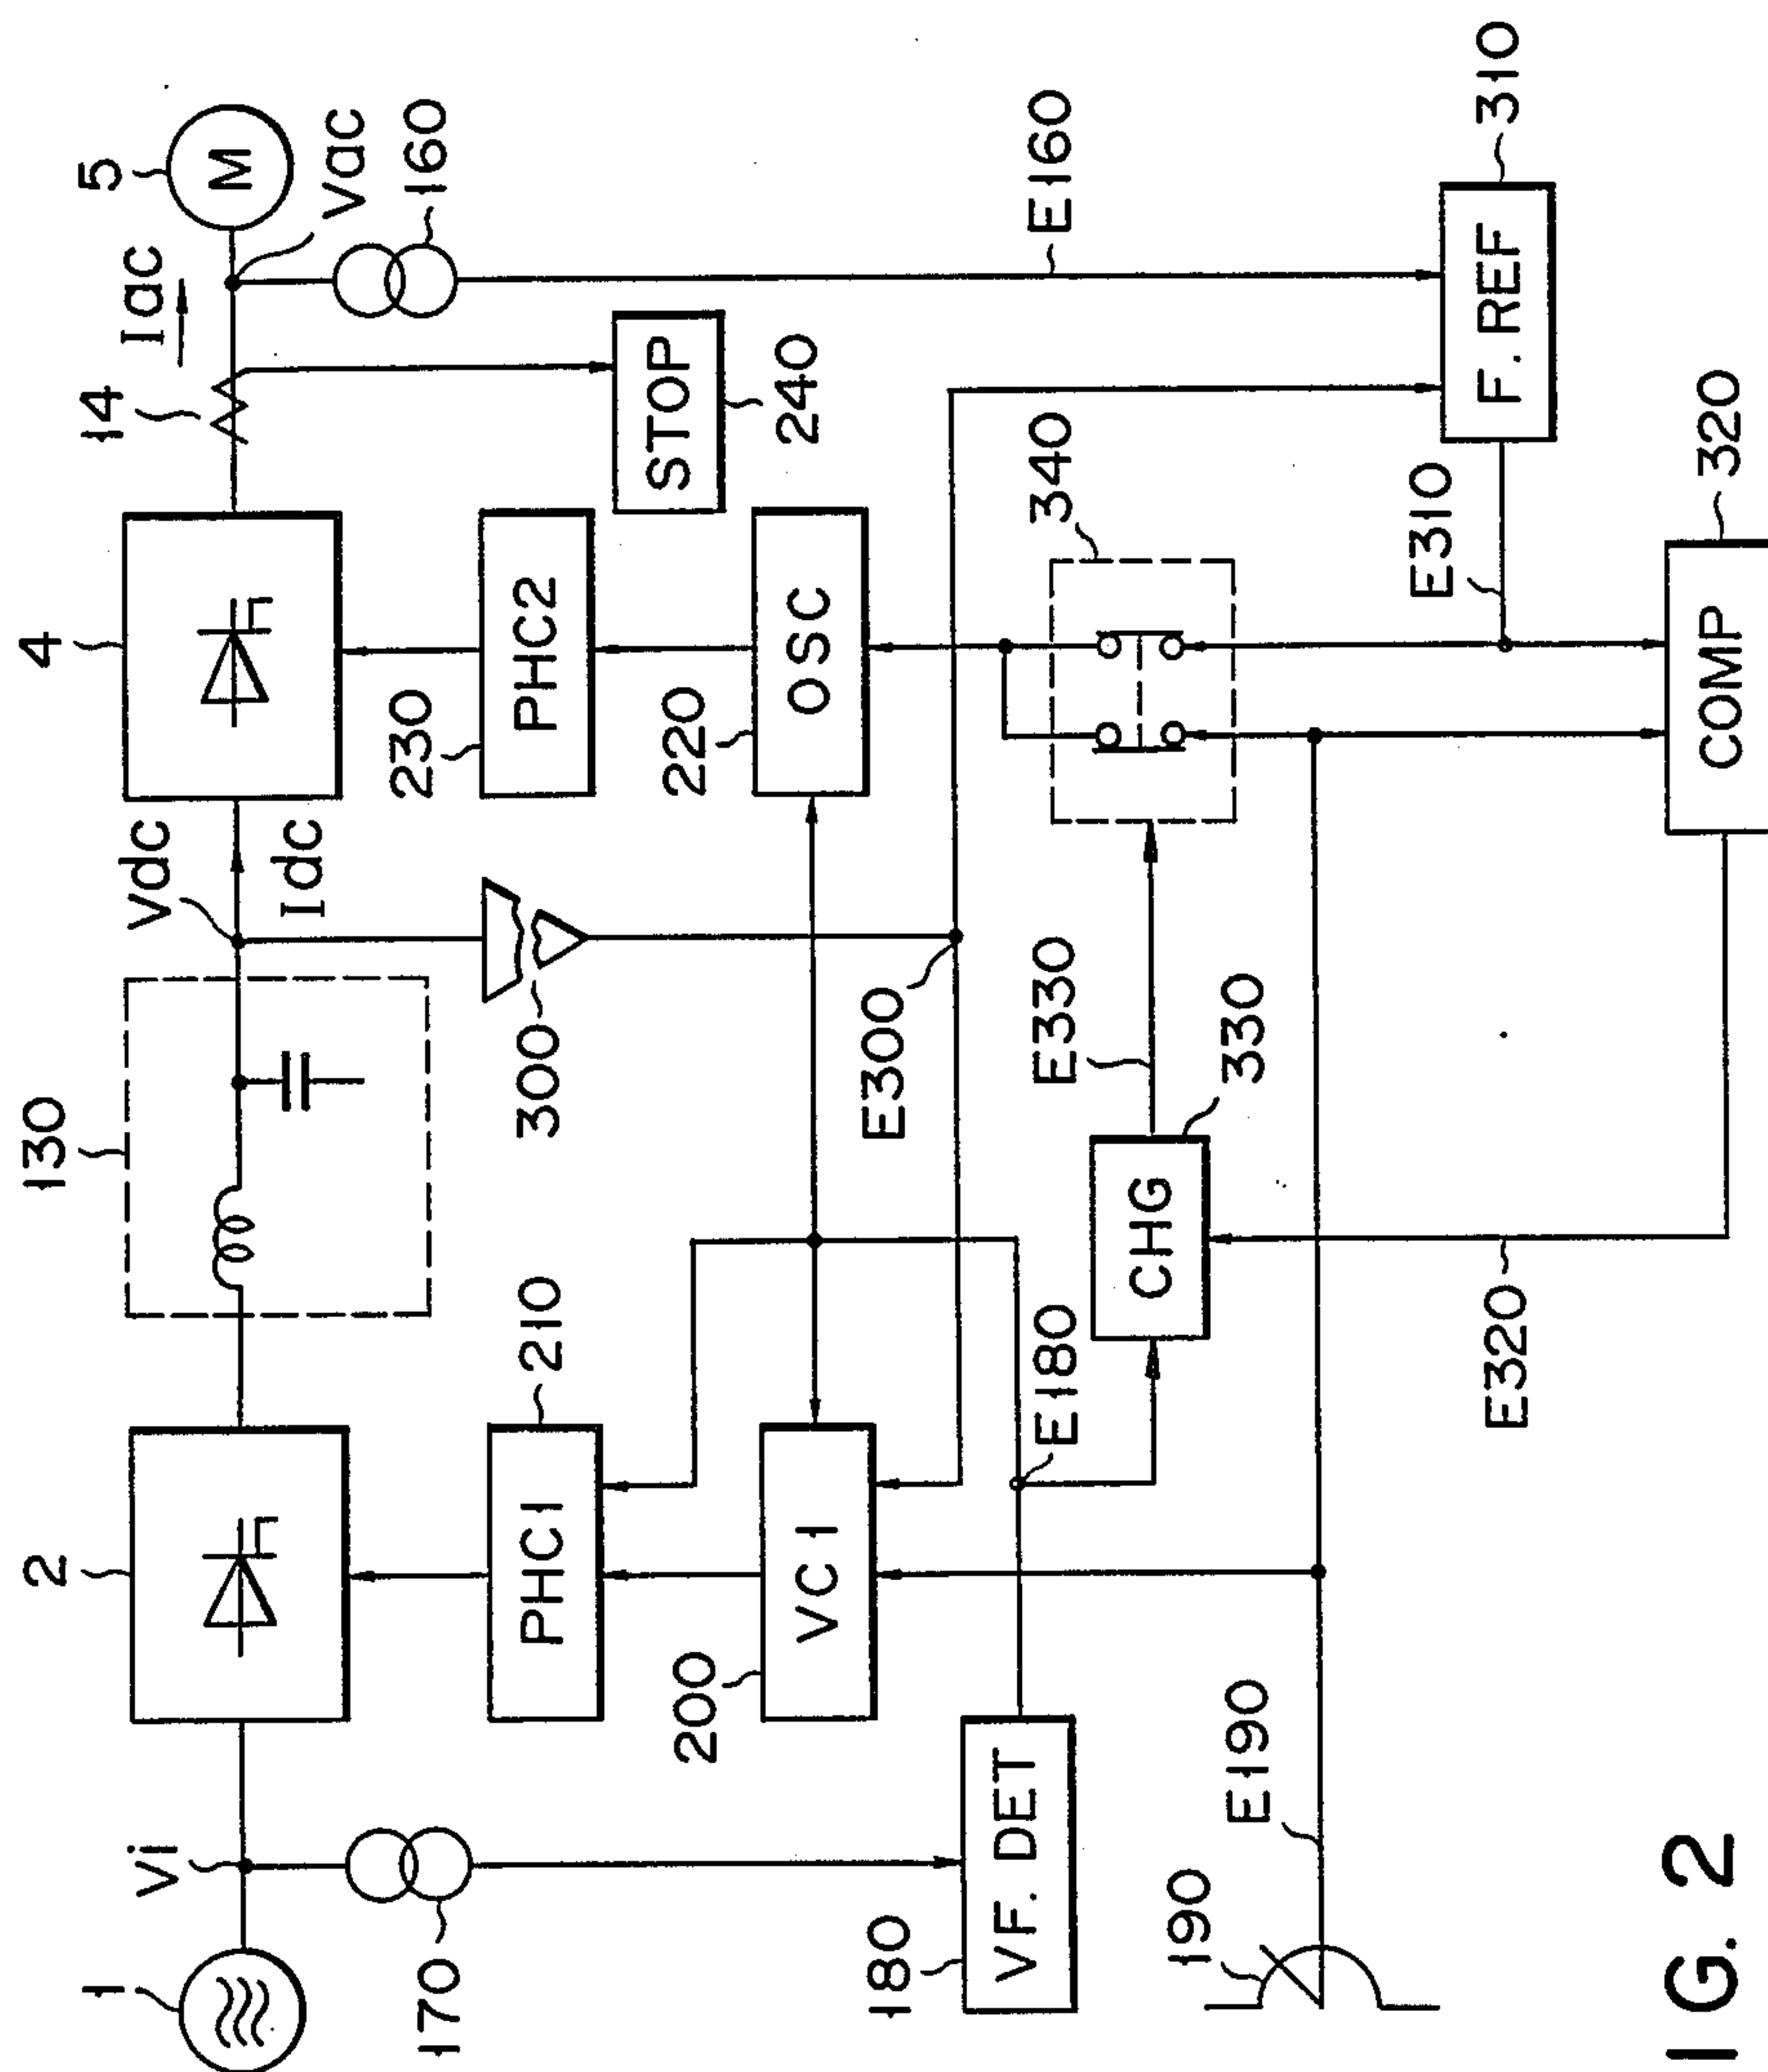 1
Vi
170
2
130
Vdc
Idc
4
14
Iac
5
M
Vac
160
PHC1
210
300
230
PHC2
STOP
240
200
VC1
E300
220
OSC
E160
180
VF. DET
E180
CHG
330
E330
340
190
E190
E320
E310
F. REF
310
COMP
320
IG. 2